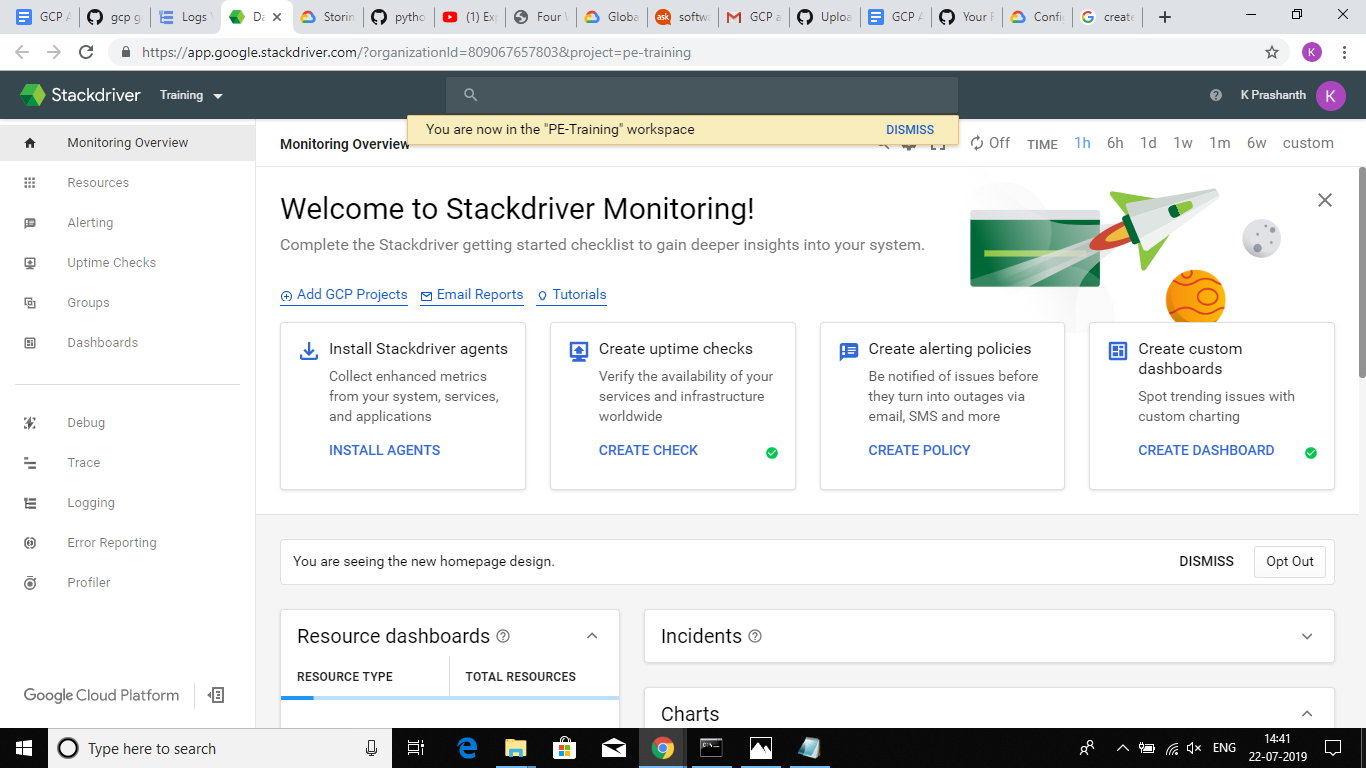 GCP A
gcp g
Logs V
Da
Storin
pytho
(1) Exp
Four V
Globa
softwa
GCP a
Uploa
GCP A
Your F
Config
create
https://app.google.stackdriver.com/?organizationId=809067657803&project=pe-training
K
Stackdriver
Training
K Prashanth
K
You are now in the "PE-Training" workspace
DISMISS
Monitoring Overview
Off
TIME
1h
6h
1d
1w
1m
6w
custom
Monitoring Overview
Resources
Alerting
Uptime Checks
Groups
Dashboards
Debug
Trace
Logging
Error Reporting
Profiler
Google Cloud Platform
Welcome to Stackdriver Monitoring!
Complete the Stackdriver getting started checklist to gain deeper insights into your system.
Add GCP Projects
Email Reports
Tutorials
Install Stackdriver agents
Collect enhanced metrics
from your system, services,
and applications
INSTALL AGENTS
Create uptime checks
Verify the availability of your
services and infrastructure
worldwide
CREATE CHECK
Create alerting policies
Be notified of issues before
they turn into outages via
email, SMS and more
CREATE POLICY
Create custom
dashboards
Spot trending issues with
custom charting
CREATE DASHBOARD
You are seeing the new homepage design.
DISMISS
Opt Out
Resource dashboards
RESOURCE TYPE
TOTAL RESOURCES
Incidents
Charts
Type here to search
ENG
14:41
22-07-2019